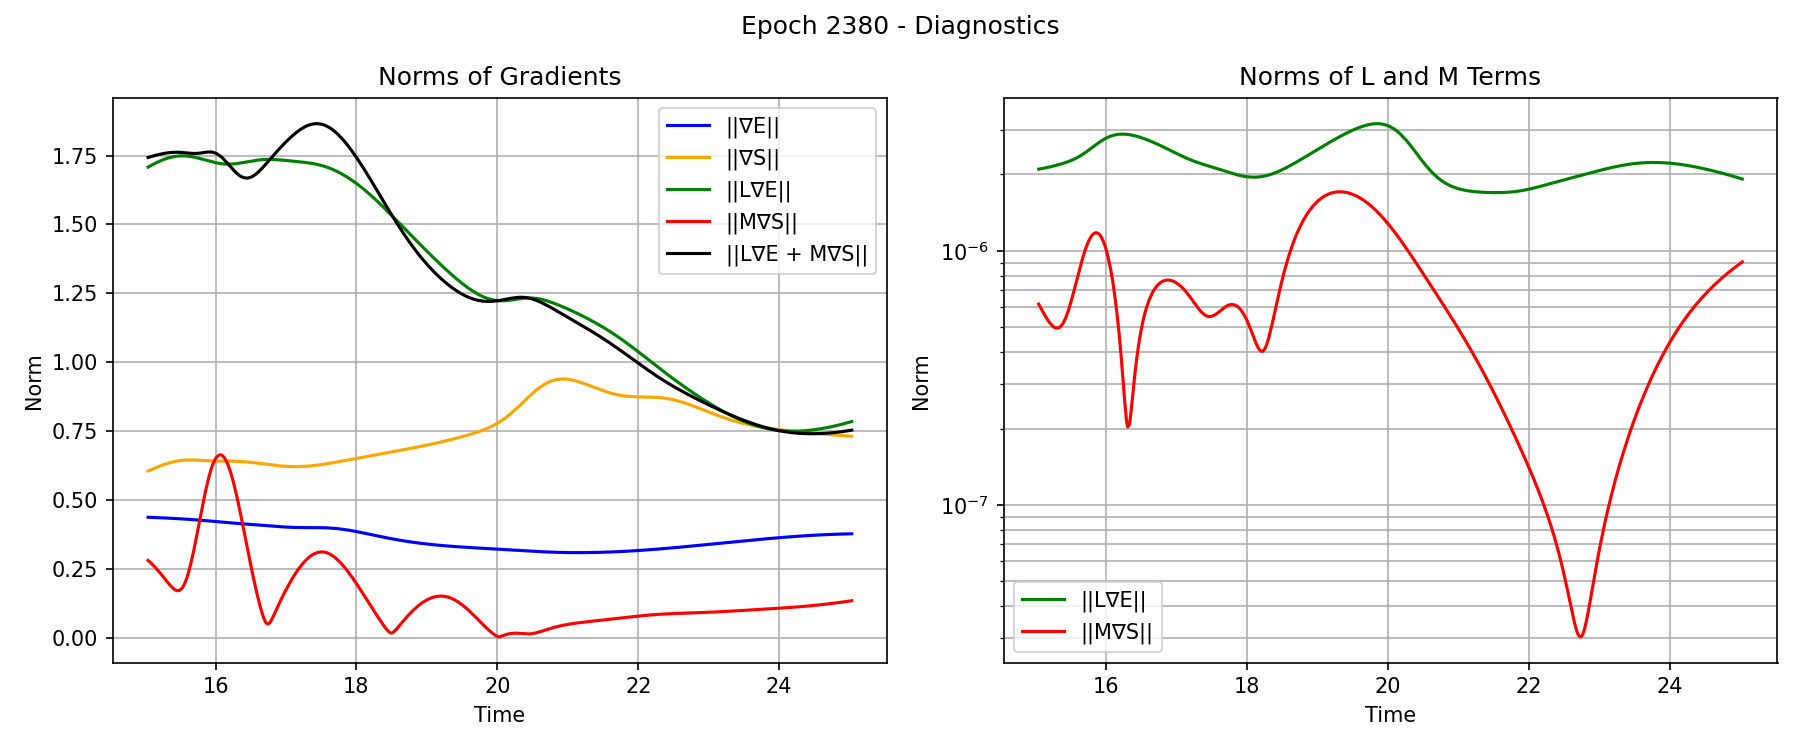 Epoch 2380 - Diagnostics
Norms of Gradients
||∇E||
||∇S||
||L∇E||
||M∇S||
||L∇E + M∇S||
Norm
1.75
1.50
1.25
1.00
0.75
0.50
0.25
0.00
16
18
20
22
24
Time
Norms of L and M Terms
Norm
10⁻⁶
10⁻⁷
||L∇E||
||M∇S||
16
18
20
22
24
Time